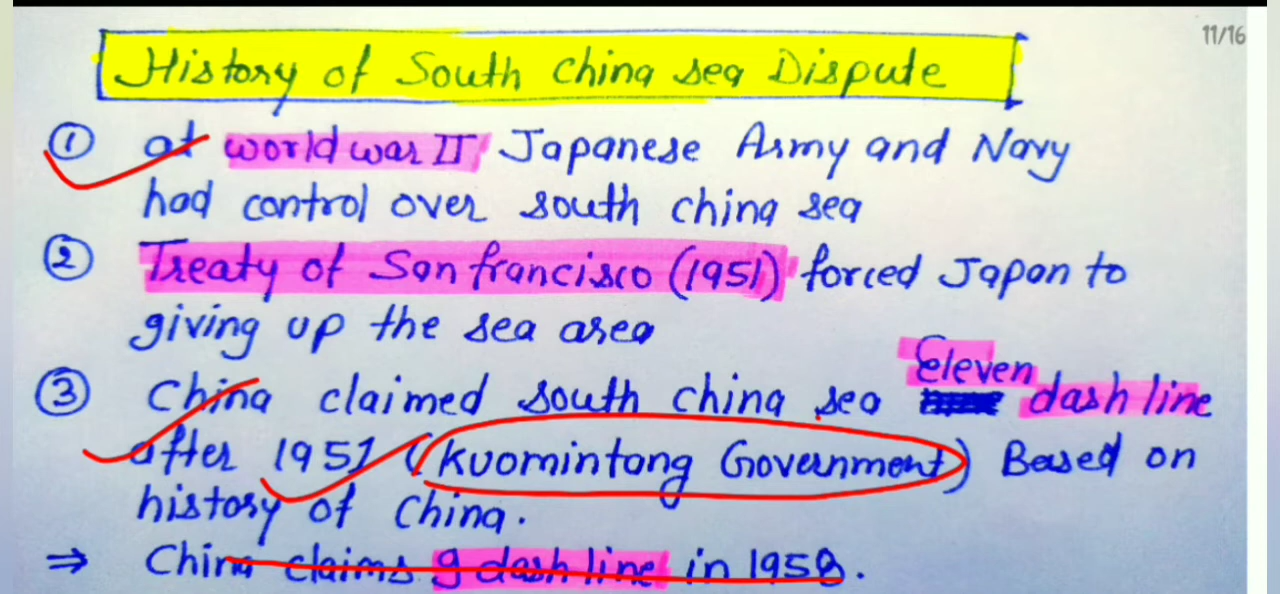 11/16
History of South China sea Dispute
① at world war II Japanese Army and Navy
had control over south china sea
② Treaty of San francisco (1951) forced Japan to
giving up the sea area
③ China claimed south china sea Eleven dash line
after 1951 (Kuomintang Government) Based on
history of China.
⇒ China claims 9 dash line in 1958.